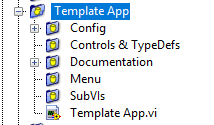 Template App
Config
Controls & TypeDefs
Documentation
Menu
SubVIs
Template App.vi